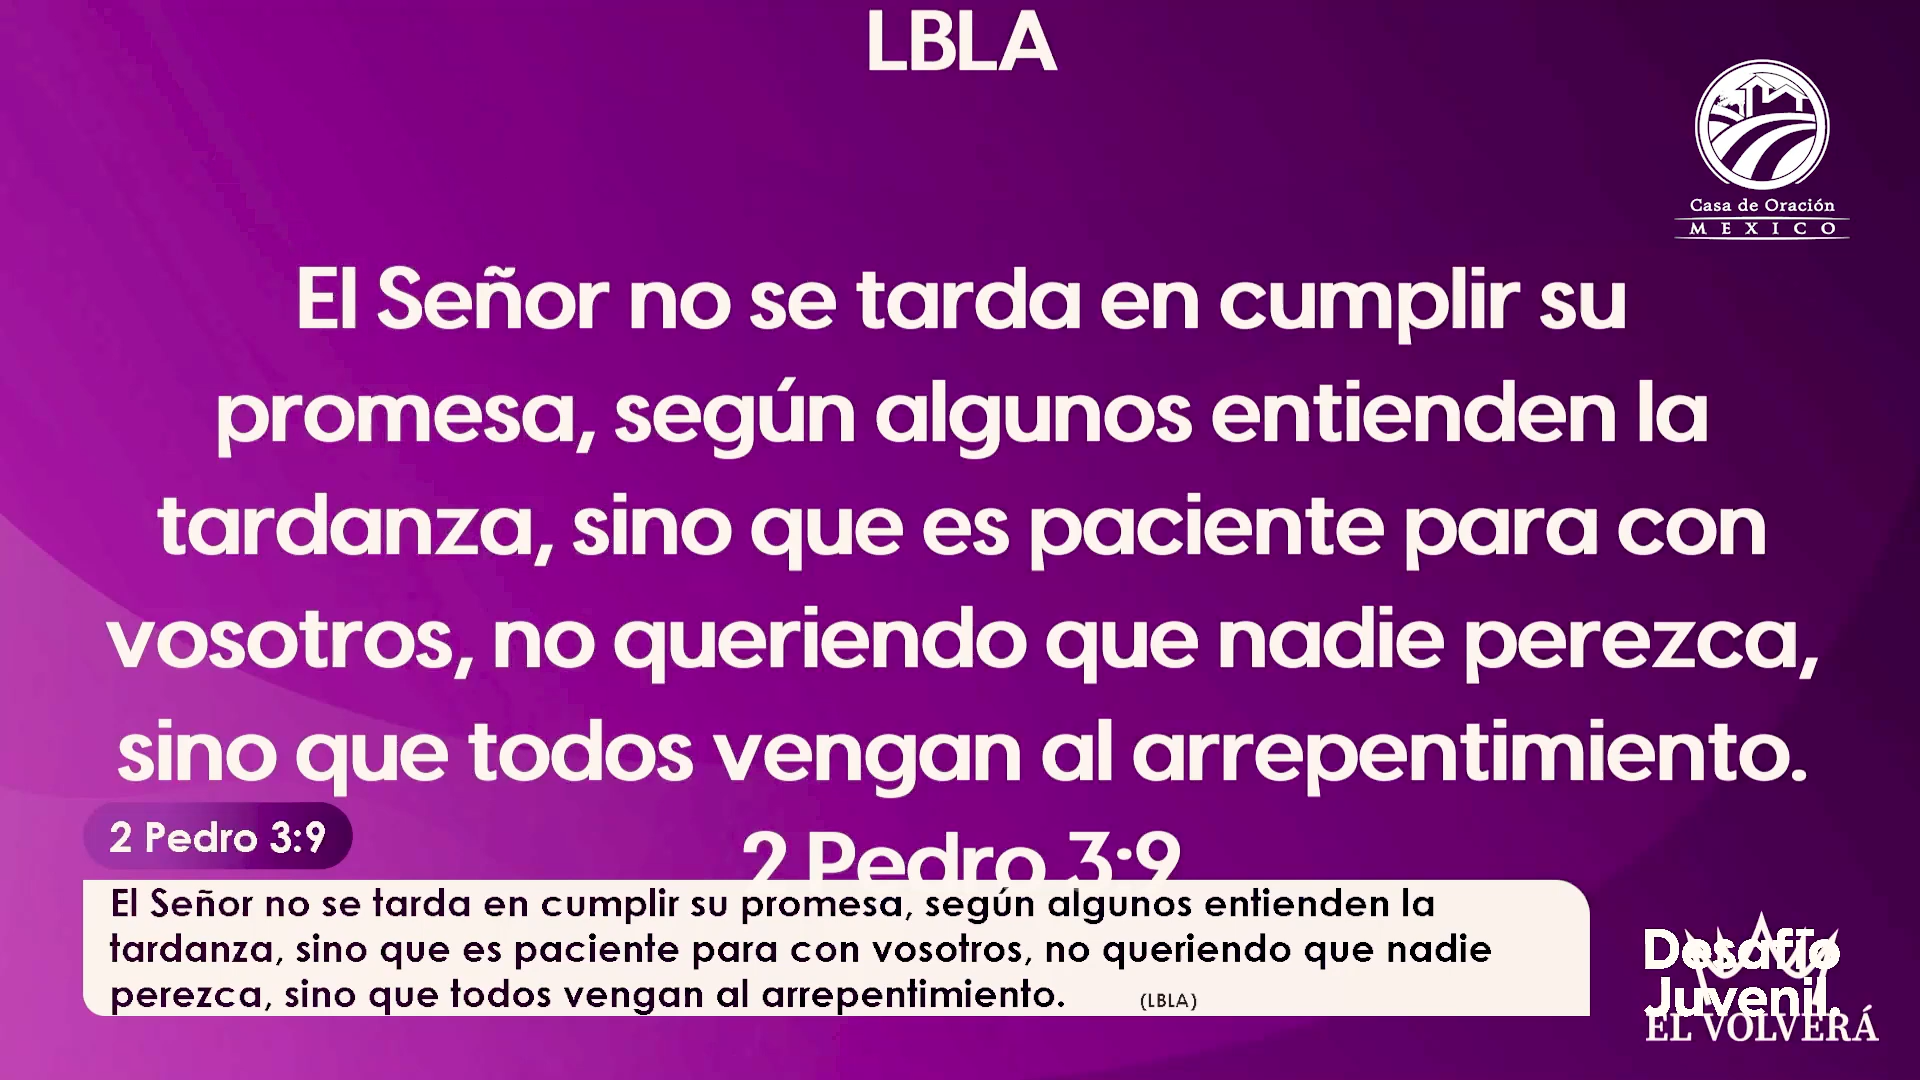 LBLA
Casa de Oración
MEXICO
El Señor no se tarda en cumplir su
promesa, según algunos entienden la
tardanza, sino que es paciente para con
vosotros, no queriendo que nadie perezca,
sino que todos vengan al arrepentimiento.
2 Pedro 3:9
2 Pedro 3:9
El Señor no se tarda en cumplir su promesa, según algunos entienden la
tardanza, sino que es paciente para con vosotros, no queriendo que nadie
perezca, sino que todos vengan al arrepentimiento. (LBLA)
Desafío
Juvenil.
EL VOLVERÁ